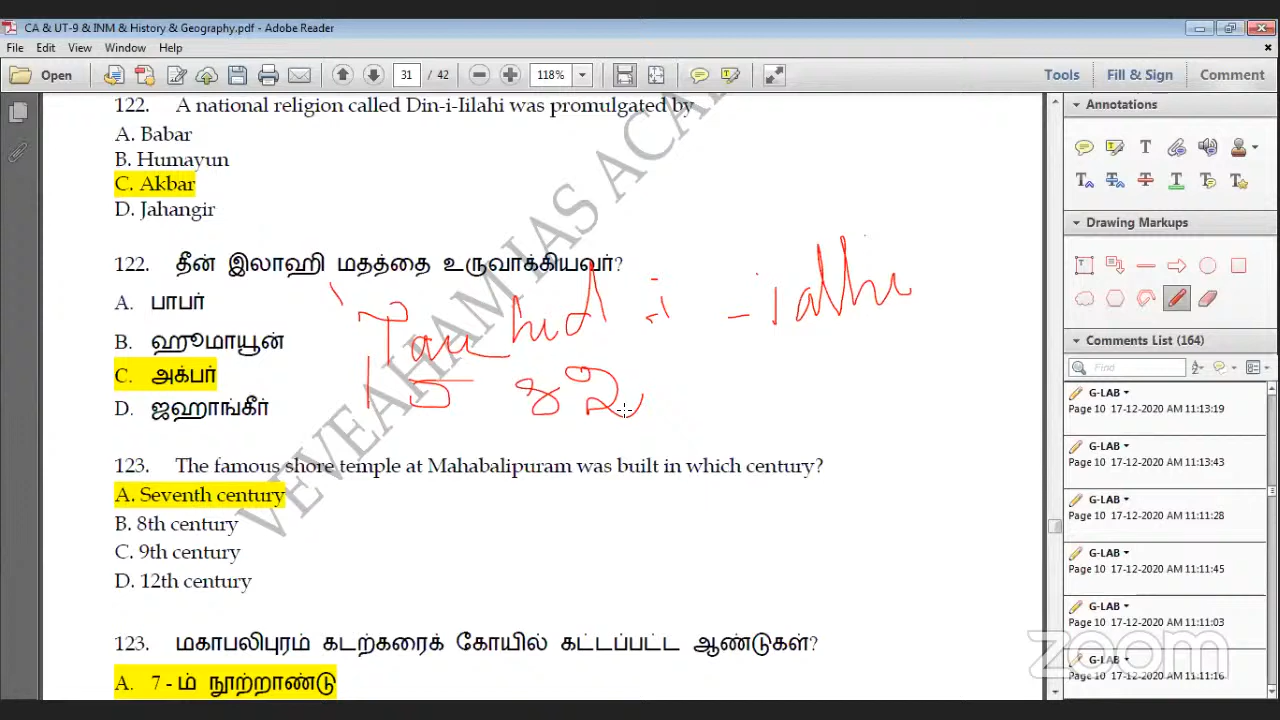 CA & UT-9 & INM & History & Geography.pdf - Adobe Reader
File Edit View Window Help
Open 31 / 42 118% Tools Fill & Sign Comment
122. A national religion called Din-i-Iilahi was promulgated by
A. Babar
B. Humayun
C. Akbar
D. Jahangir
122. தீன் இலாஹி மதத்தை உருவாக்கியவர்?
A. பாபர்
B. ஹூமாயூன்
C. அக்பர்
D. ஜஹாங்கீர்
Tauhid-i-ialhi
1582
123. The famous shore temple at Mahabalipuram was built in which century?
A. Seventh century
B. 8th century
C. 9th century
D. 12th century
123. மகாபலிபுரம் கடற்கரைக் கோயில் கட்டப்பட்ட ஆண்டுகள்?
A. 7 - ம் நூற்றாண்டு
VEVEAHAM IAS ACA
Annotations
Drawing Markups
Comments List (164)
Find
G-LAB
Page 10 17-12-2020 AM 11:13:19
G-LAB
Page 10 17-12-2020 AM 11:13:43
G-LAB
Page 10 17-12-2020 AM 11:11:28
G-LAB
Page 10 17-12-2020 AM 11:11:45
G-LAB
Page 10 17-12-2020 AM 11:11:03
G-LAB
Page 10 17-12-2020 AM 11:11:16
zoom